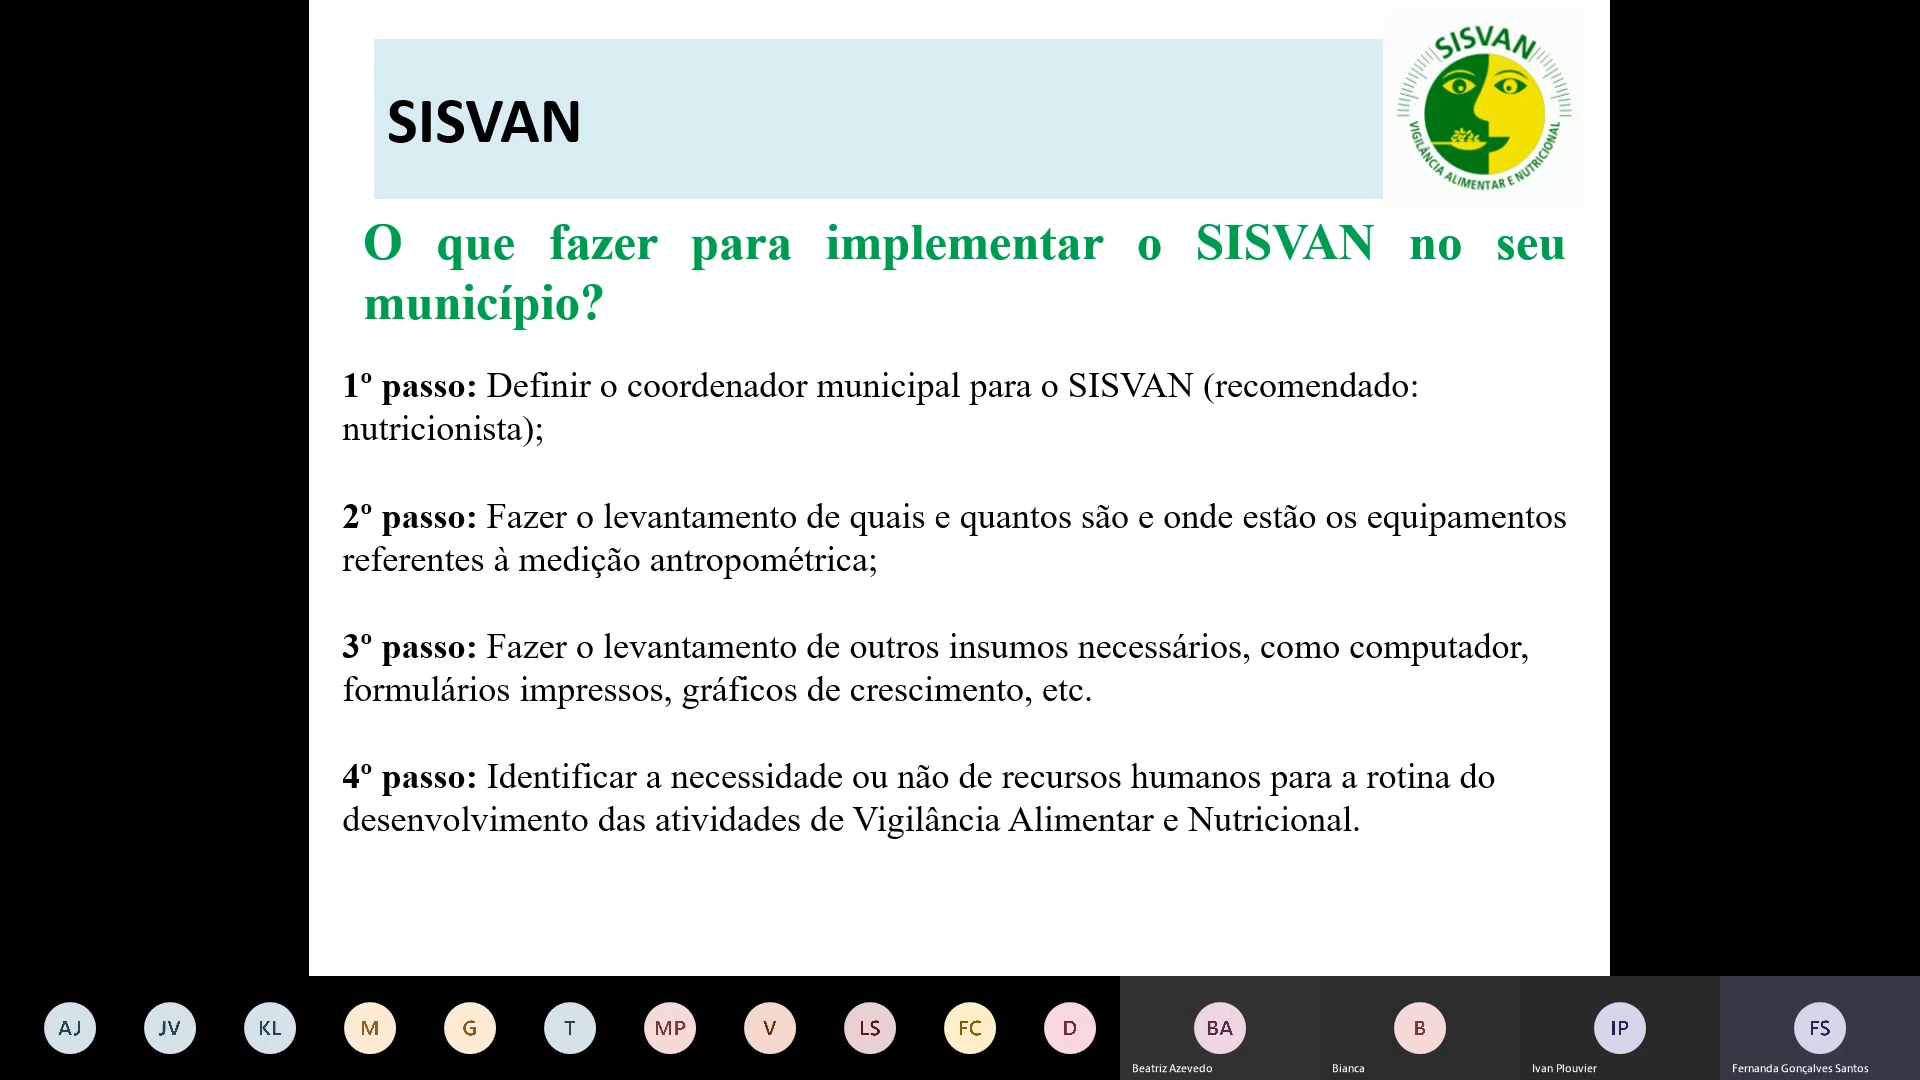 SISVAN
SISVAN
VIGILÂNCIA ALIMENTAR E NUTRICIONAL
O que fazer para implementar o SISVAN no seu
município?
1º passo: Definir o coordenador municipal para o SISVAN (recomendado:
nutricionista);
2º passo: Fazer o levantamento de quais e quantos são e onde estão os equipamentos
referentes à medição antropométrica;
3º passo: Fazer o levantamento de outros insumos necessários, como computador,
formulários impressos, gráficos de crescimento, etc.
4º passo: Identificar a necessidade ou não de recursos humanos para a rotina do
desenvolvimento das atividades de Vigilância Alimentar e Nutricional.
AJ JV KL M G T MP V LS FC D BA B IP FS
Beatriz Azevedo Bianca Ivan Plouvier Fernanda Gonçalves Santos